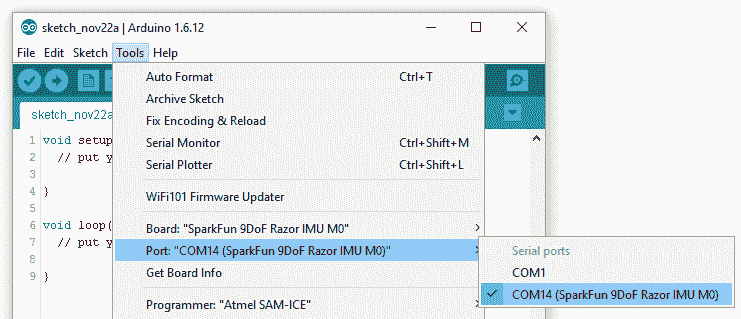 sketch_nov22a | Arduino 1.6.12
File Edit Sketch Tools Help
Auto Format Ctrl+T
Archive Sketch
Fix Encoding & Reload
Serial Monitor Ctrl+Shift+M
Serial Plotter Ctrl+Shift+L
WiFi101 Firmware Updater
Board: "SparkFun 9DoF Razor IMU M0"
Port: "COM14 (SparkFun 9DoF Razor IMU M0)"
Get Board Info
Programmer: "Atmel SAM-ICE"
sketch_nov22a
1 void setup
2 // put y
3
4 }
5
6 void loop(
7 // put y
8
9 }
Serial ports
COM1
COM14 (SparkFun 9DoF Razor IMU M0)